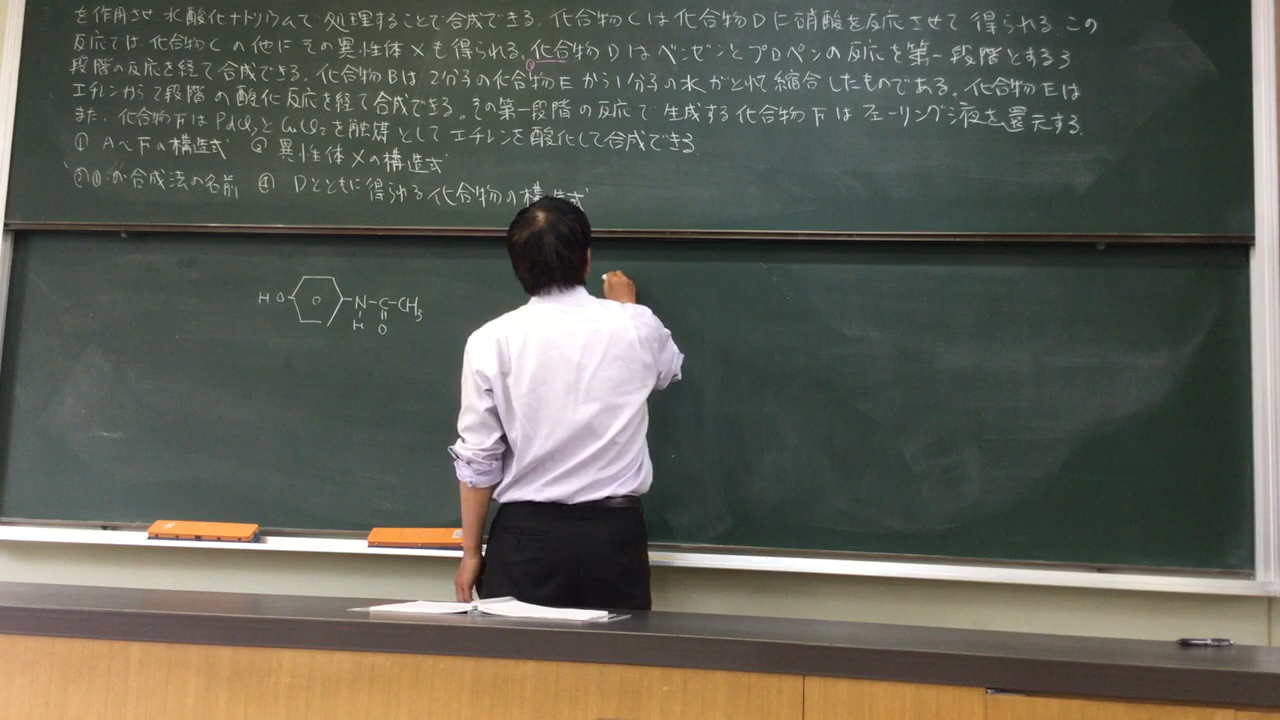 を作用させ 水酸化ナトリウムで処理することで合成できる。化合物Cは化合物Dに硝酸を反応させて得られる。この
反応では化合物Cの他にその異性体Xも得られる。化合物Dはベンゼンとプロペンの反応を第一段階とする3
①
段階の反応を経て合成できる。化合物Bは2分子の化合物Eから1分子の水がとれて縮合したものである。化合物Eは
エチレンから2段階の酸化反応を経て合成できる。その第一段階の反応で生成する化合物Fはフェーリング液を還元する。
また、化合物FはPdCl2とCuCl2を触媒としてエチレンを酸化して合成できる。
① A〜Fの構造式 ② 異性体Xの構造式
③ ①の合成法の名前 ④ Dとともに得られる化合物の構造式
HO N-C-CH3
H O